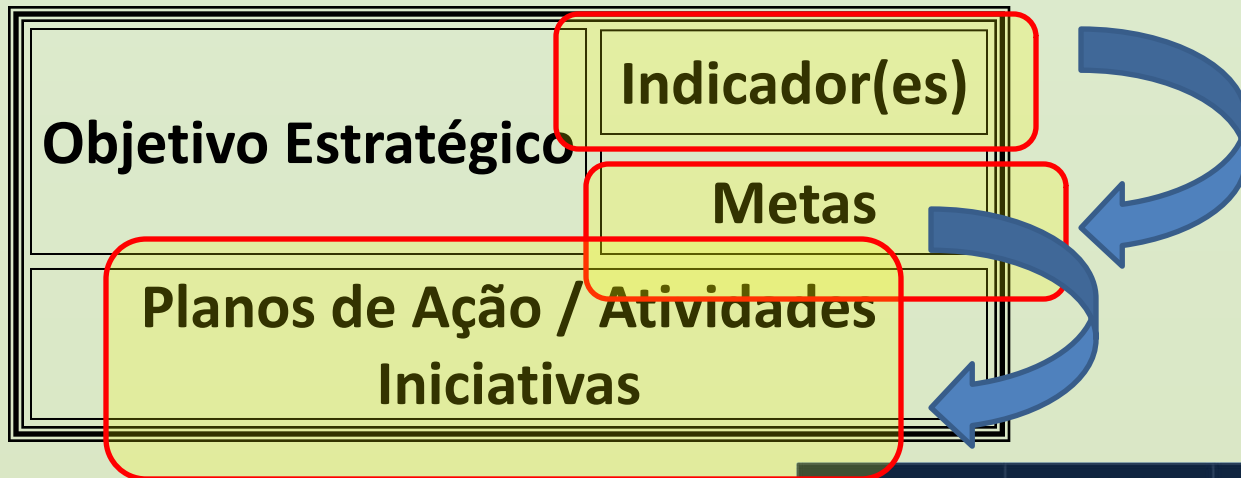 Objetivo Estratégico
Indicador(es)
Metas
Planos de Ação / Atividades
Iniciativas